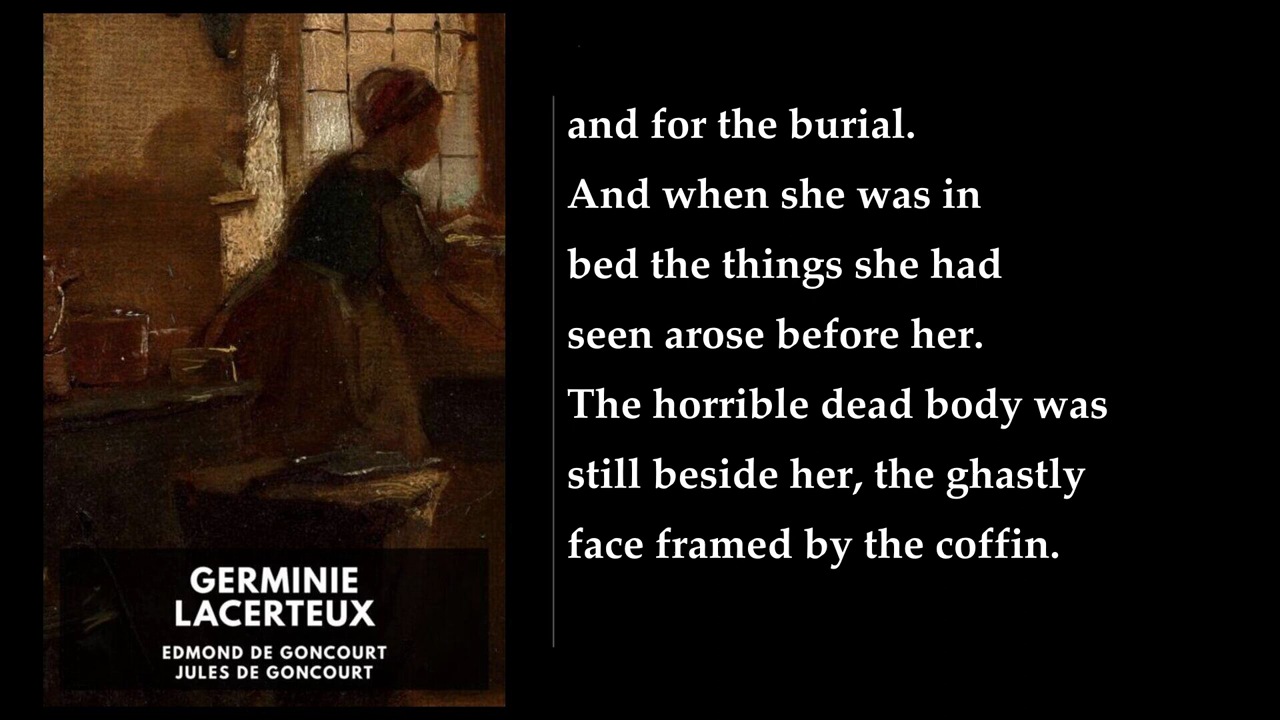 and for the burial.
And when she was in
bed the things she had
seen arose before her.
The horrible dead body was
still beside her, the ghastly
face framed by the coffin.
GERMINIE
LACERTEUX
EDMOND DE GONCOURT
JULES DE GONCOURT